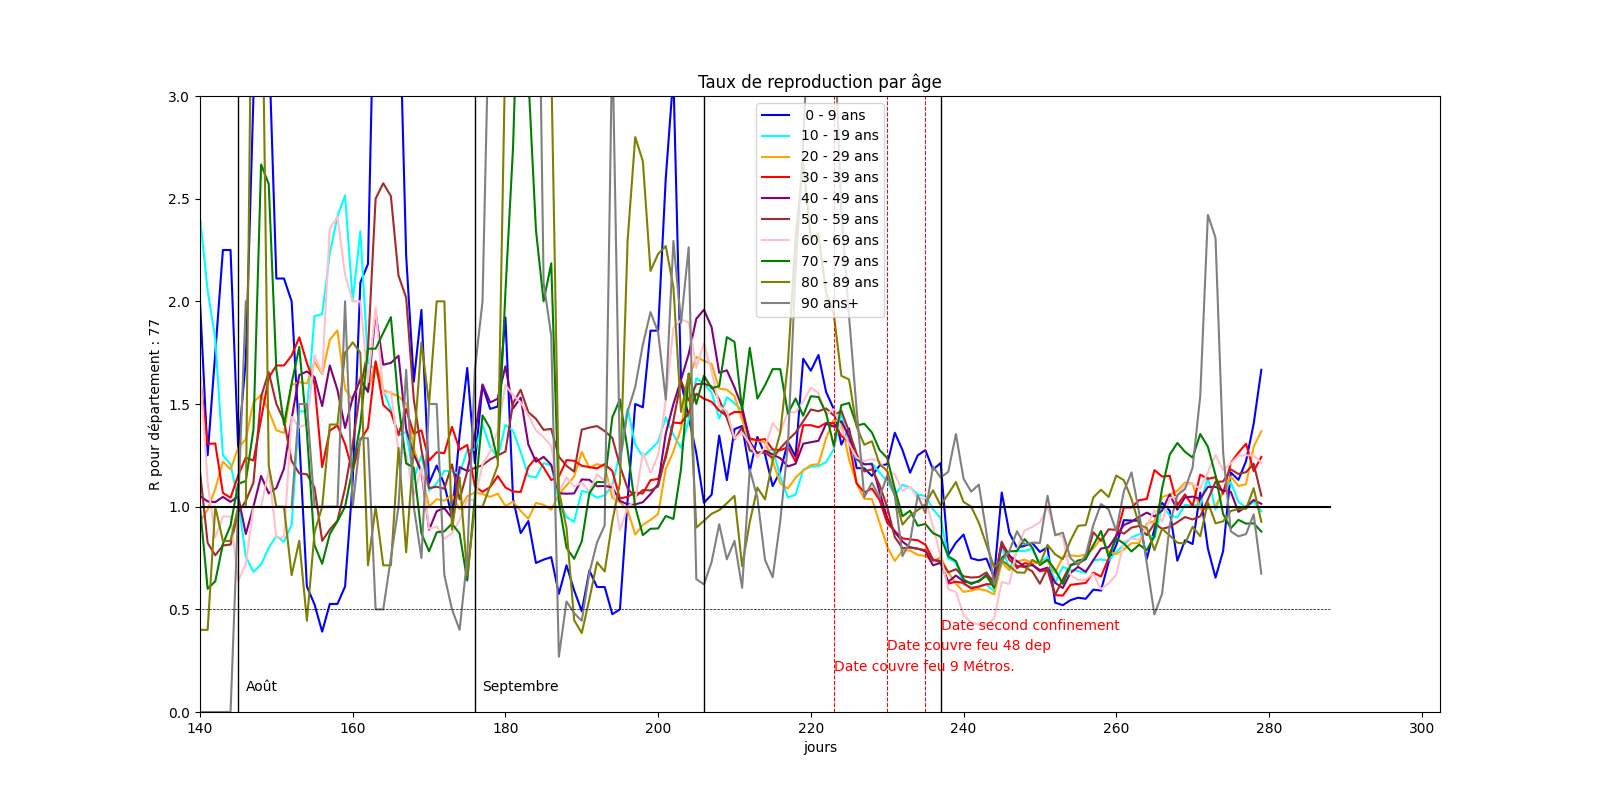 Taux de reproduction par âge
R pour département : 77
3.0
2.5
2.0
1.5
1.0
0.5
0.0
0 - 9 ans
10 - 19 ans
20 - 29 ans
30 - 39 ans
40 - 49 ans
50 - 59 ans
60 - 69 ans
70 - 79 ans
80 - 89 ans
90 ans+
Date second confinement
Date couvre feu 48 dep
Date couvre feu 9 Métros.
Août
Septembre
140
160
180
200
220
240
260
280
300
jours